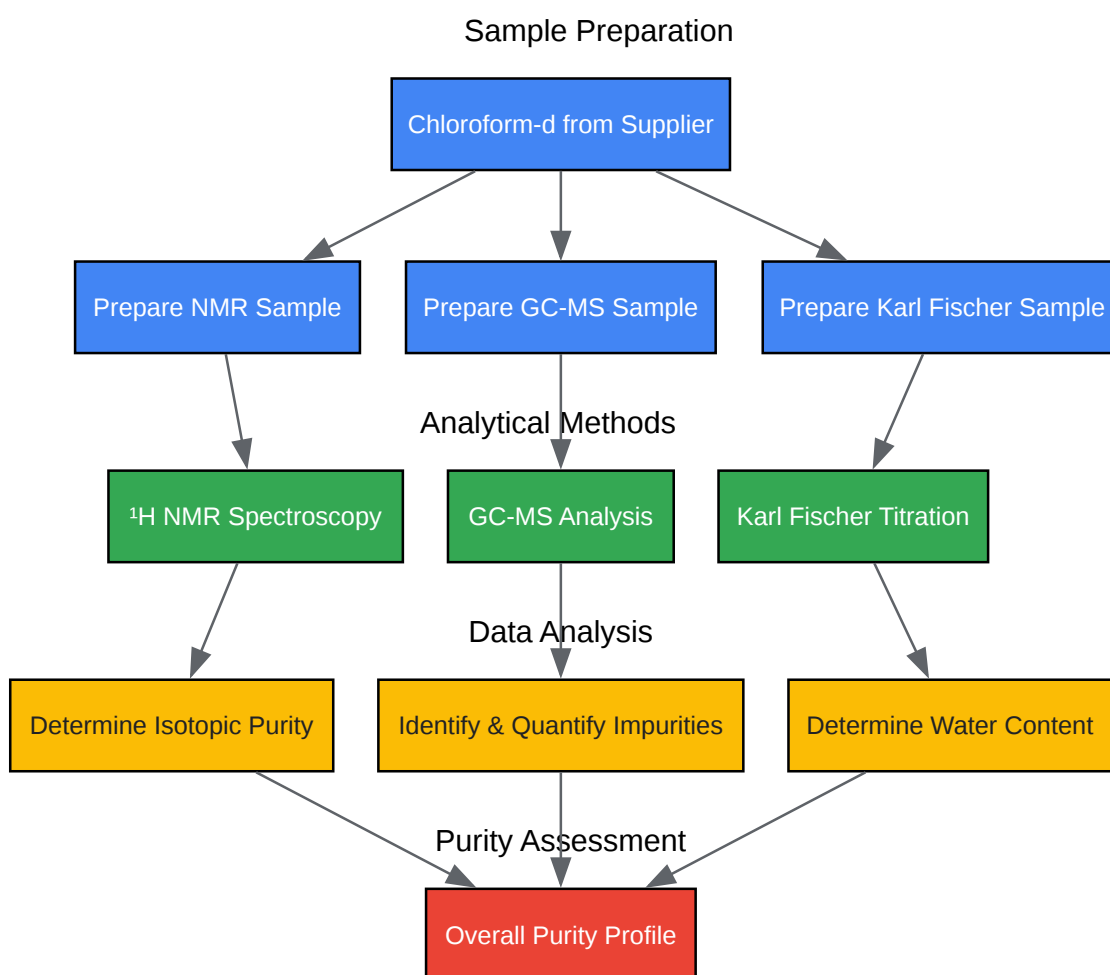 Sample Preparation
Chloroform-d from Supplier
Prepare NMR Sample
Prepare GC-MS Sample
Prepare Karl Fischer Sample
Analytical Methods
¹H NMR Spectroscopy
GC-MS Analysis
Karl Fischer Titration
Data Analysis
Determine Isotopic Purity
Identify & Quantify Impurities
Determine Water Content
Purity Assessment
Overall Purity Profile